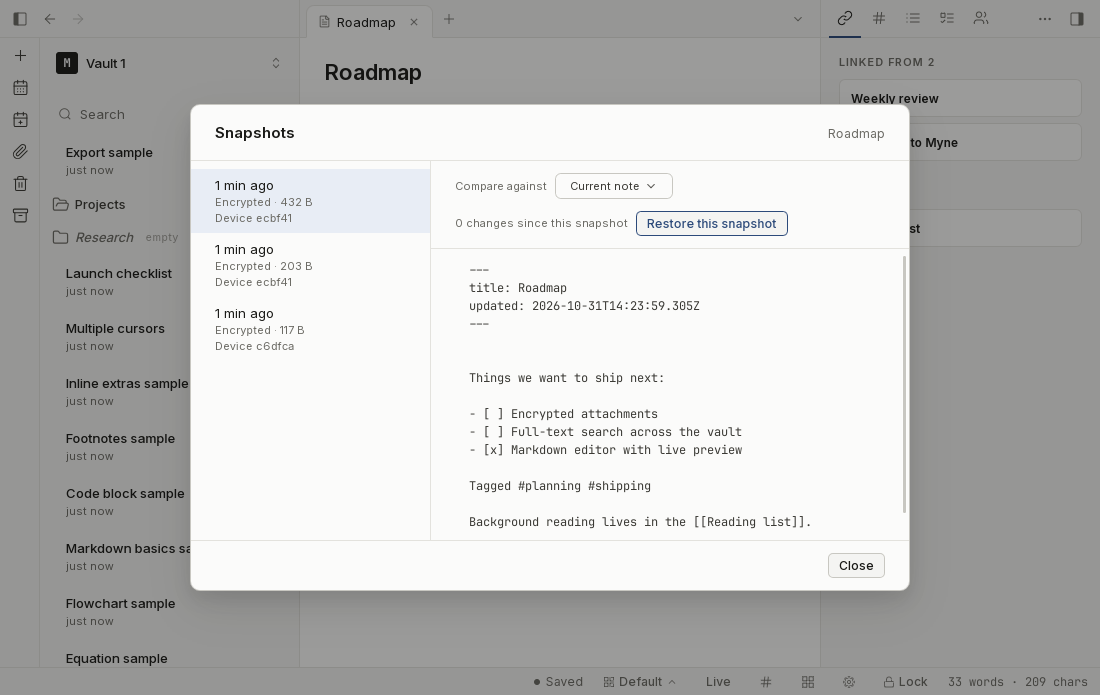 Roadmap
M Vault 1
Search
Export sample
just now
Projects
Research empty
Launch checklist
just now
Multiple cursors
just now
Inline extras sample
just now
Footnotes sample
just now
Code block sample
just now
Markdown basics sa
just now
Flowchart sample
just now
Equation sample
Roadmap
LINKED FROM 2
Weekly review
to Myne
Snapshots
Roadmap
1 min ago
Encrypted · 432 B
Device ecbf41
1 min ago
Encrypted · 203 B
Device ecbf41
1 min ago
Encrypted · 117 B
Device c6dfca
Compare against Current note
0 changes since this snapshot Restore this snapshot
---
title: Roadmap
updated: 2026-10-31T14:23:59.305Z
---
Things we want to ship next:
- [ ] Encrypted attachments
- [ ] Full-text search across the vault
- [x] Markdown editor with live preview
Tagged #planning #shipping
Background reading lives in the [[Reading list]].
Close
Saved Default Live Lock 33 words · 209 chars